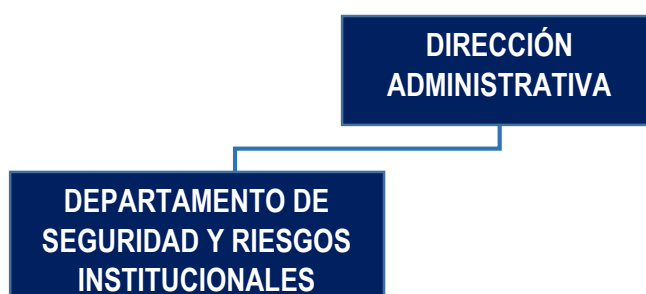 DIRECCIÓN
ADMINISTRATIVA
DEPARTAMENTO DE
SEGURIDAD Y RIESGOS
INSTITUCIONALES